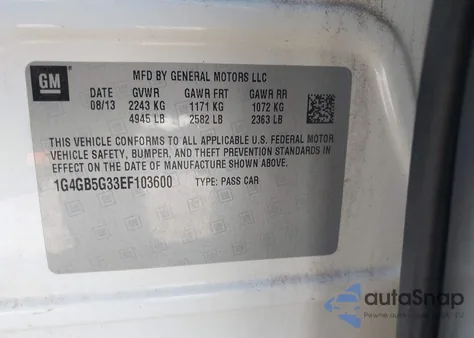 GM
MFD BY GENERAL MOTORS LLC
DATE GVWR GAWR FRT GAWR RR
08/13 2243 KG 1171 KG 1072 KG
4945 LB 2582 LB 2363 LB
THIS VEHICLE CONFORMS TO ALL APPLICABLE U.S. FEDERAL MOTOR
VEHICLE SAFETY, BUMPER, AND THEFT PREVENTION STANDARDS IN
EFFECT ON THE DATE OF MANUFACTURE SHOWN ABOVE.
1G4GB5G33EF103600 TYPE: PASS CAR
autoSnap